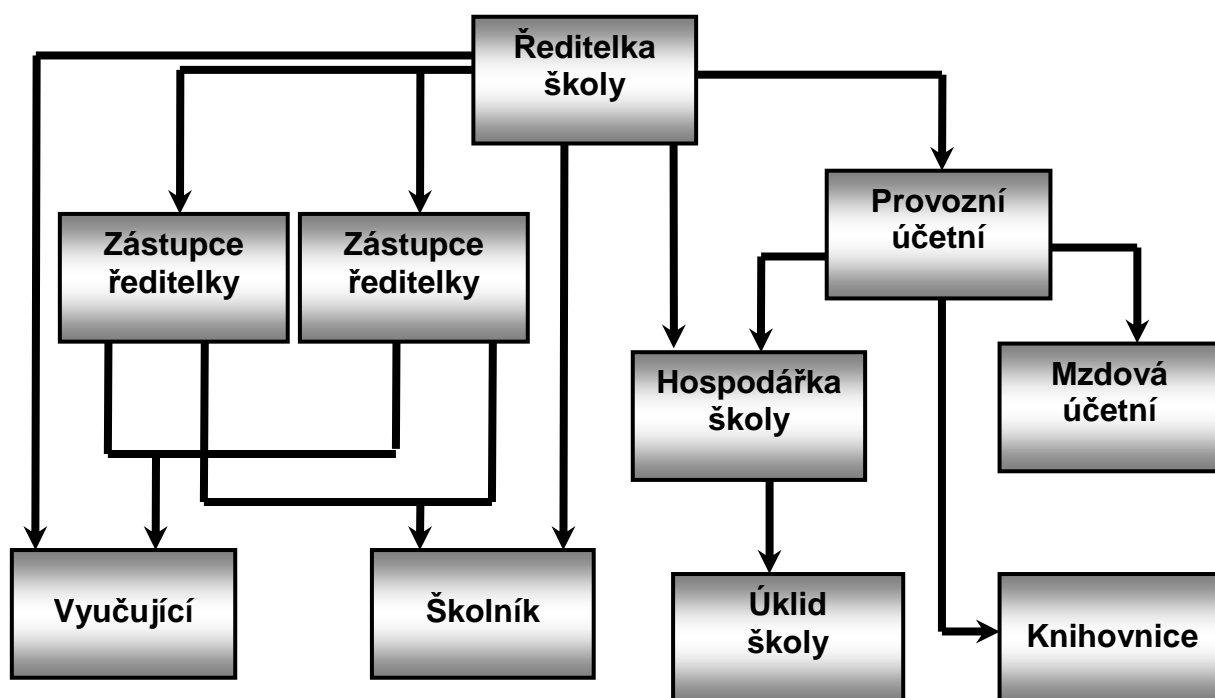 Ředitelka
školy
Provozní
účetní
Zástupce
ředitelky
Zástupce
ředitelky
Hospodářka
školy
Mzdová
účetní
Vyučující
Školník
Úklid
školy
Knihovnice